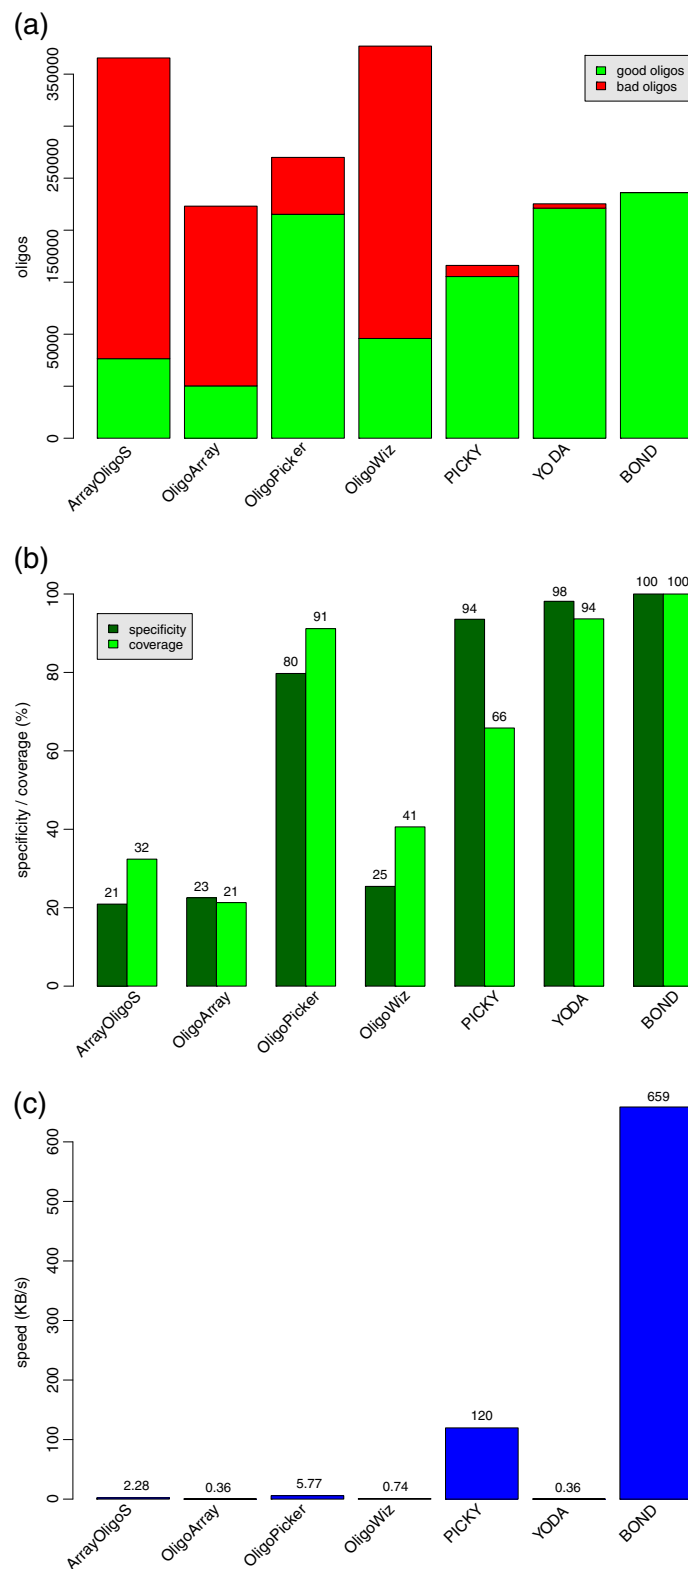 (a)
good oligos
bad oligos
oligos
0
50000
150000
250000
350000
ArrayOligoS
OligoArray
OligoPicker
OligoWiz
PICKY
YODA
BOND
(b)
specificity
coverage
specificity / coverage (%)
0
20
40
60
80
100
21
32
23
21
80
91
25
41
94
66
98
94
100
100
ArrayOligoS
OligoArray
OligoPicker
OligoWiz
PICKY
YODA
BOND
(c)
speed (KB/s)
0
100
200
300
400
500
600
2.28
0.36
5.77
0.74
120
0.36
659
ArrayOligoS
OligoArray
OligoPicker
OligoWiz
PICKY
YODA
BOND